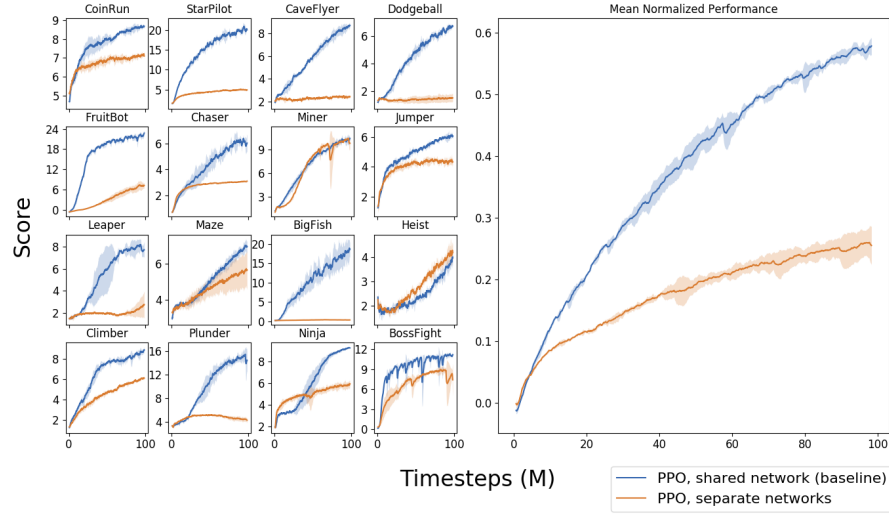 CoinRun StarPilot CaveFlyer Dodgeball Mean Normalized Performance
9 8 7 6 5
20 15 10 5
8 6 4 2
6 4 2
FruitBot Chaser Miner Jumper
24 18 12 6 0
6 4 2
12 9 6 3
6 4 2
Leaper Maze BigFish Heist
8 6 4 2
6 4
20 15 10 5 0
4 3 2
Climber Plunder Ninja BossFight
8 6 4 2
16 12 8 4
8 6 4 2
12 9 6 3 0
0 100 0 100 0 100 0 100
0.6 0.5 0.4 0.3 0.2 0.1 0.0
0 20 40 60 80 100
Score
Timesteps (M)
PPO, shared network (baseline)
PPO, separate networks